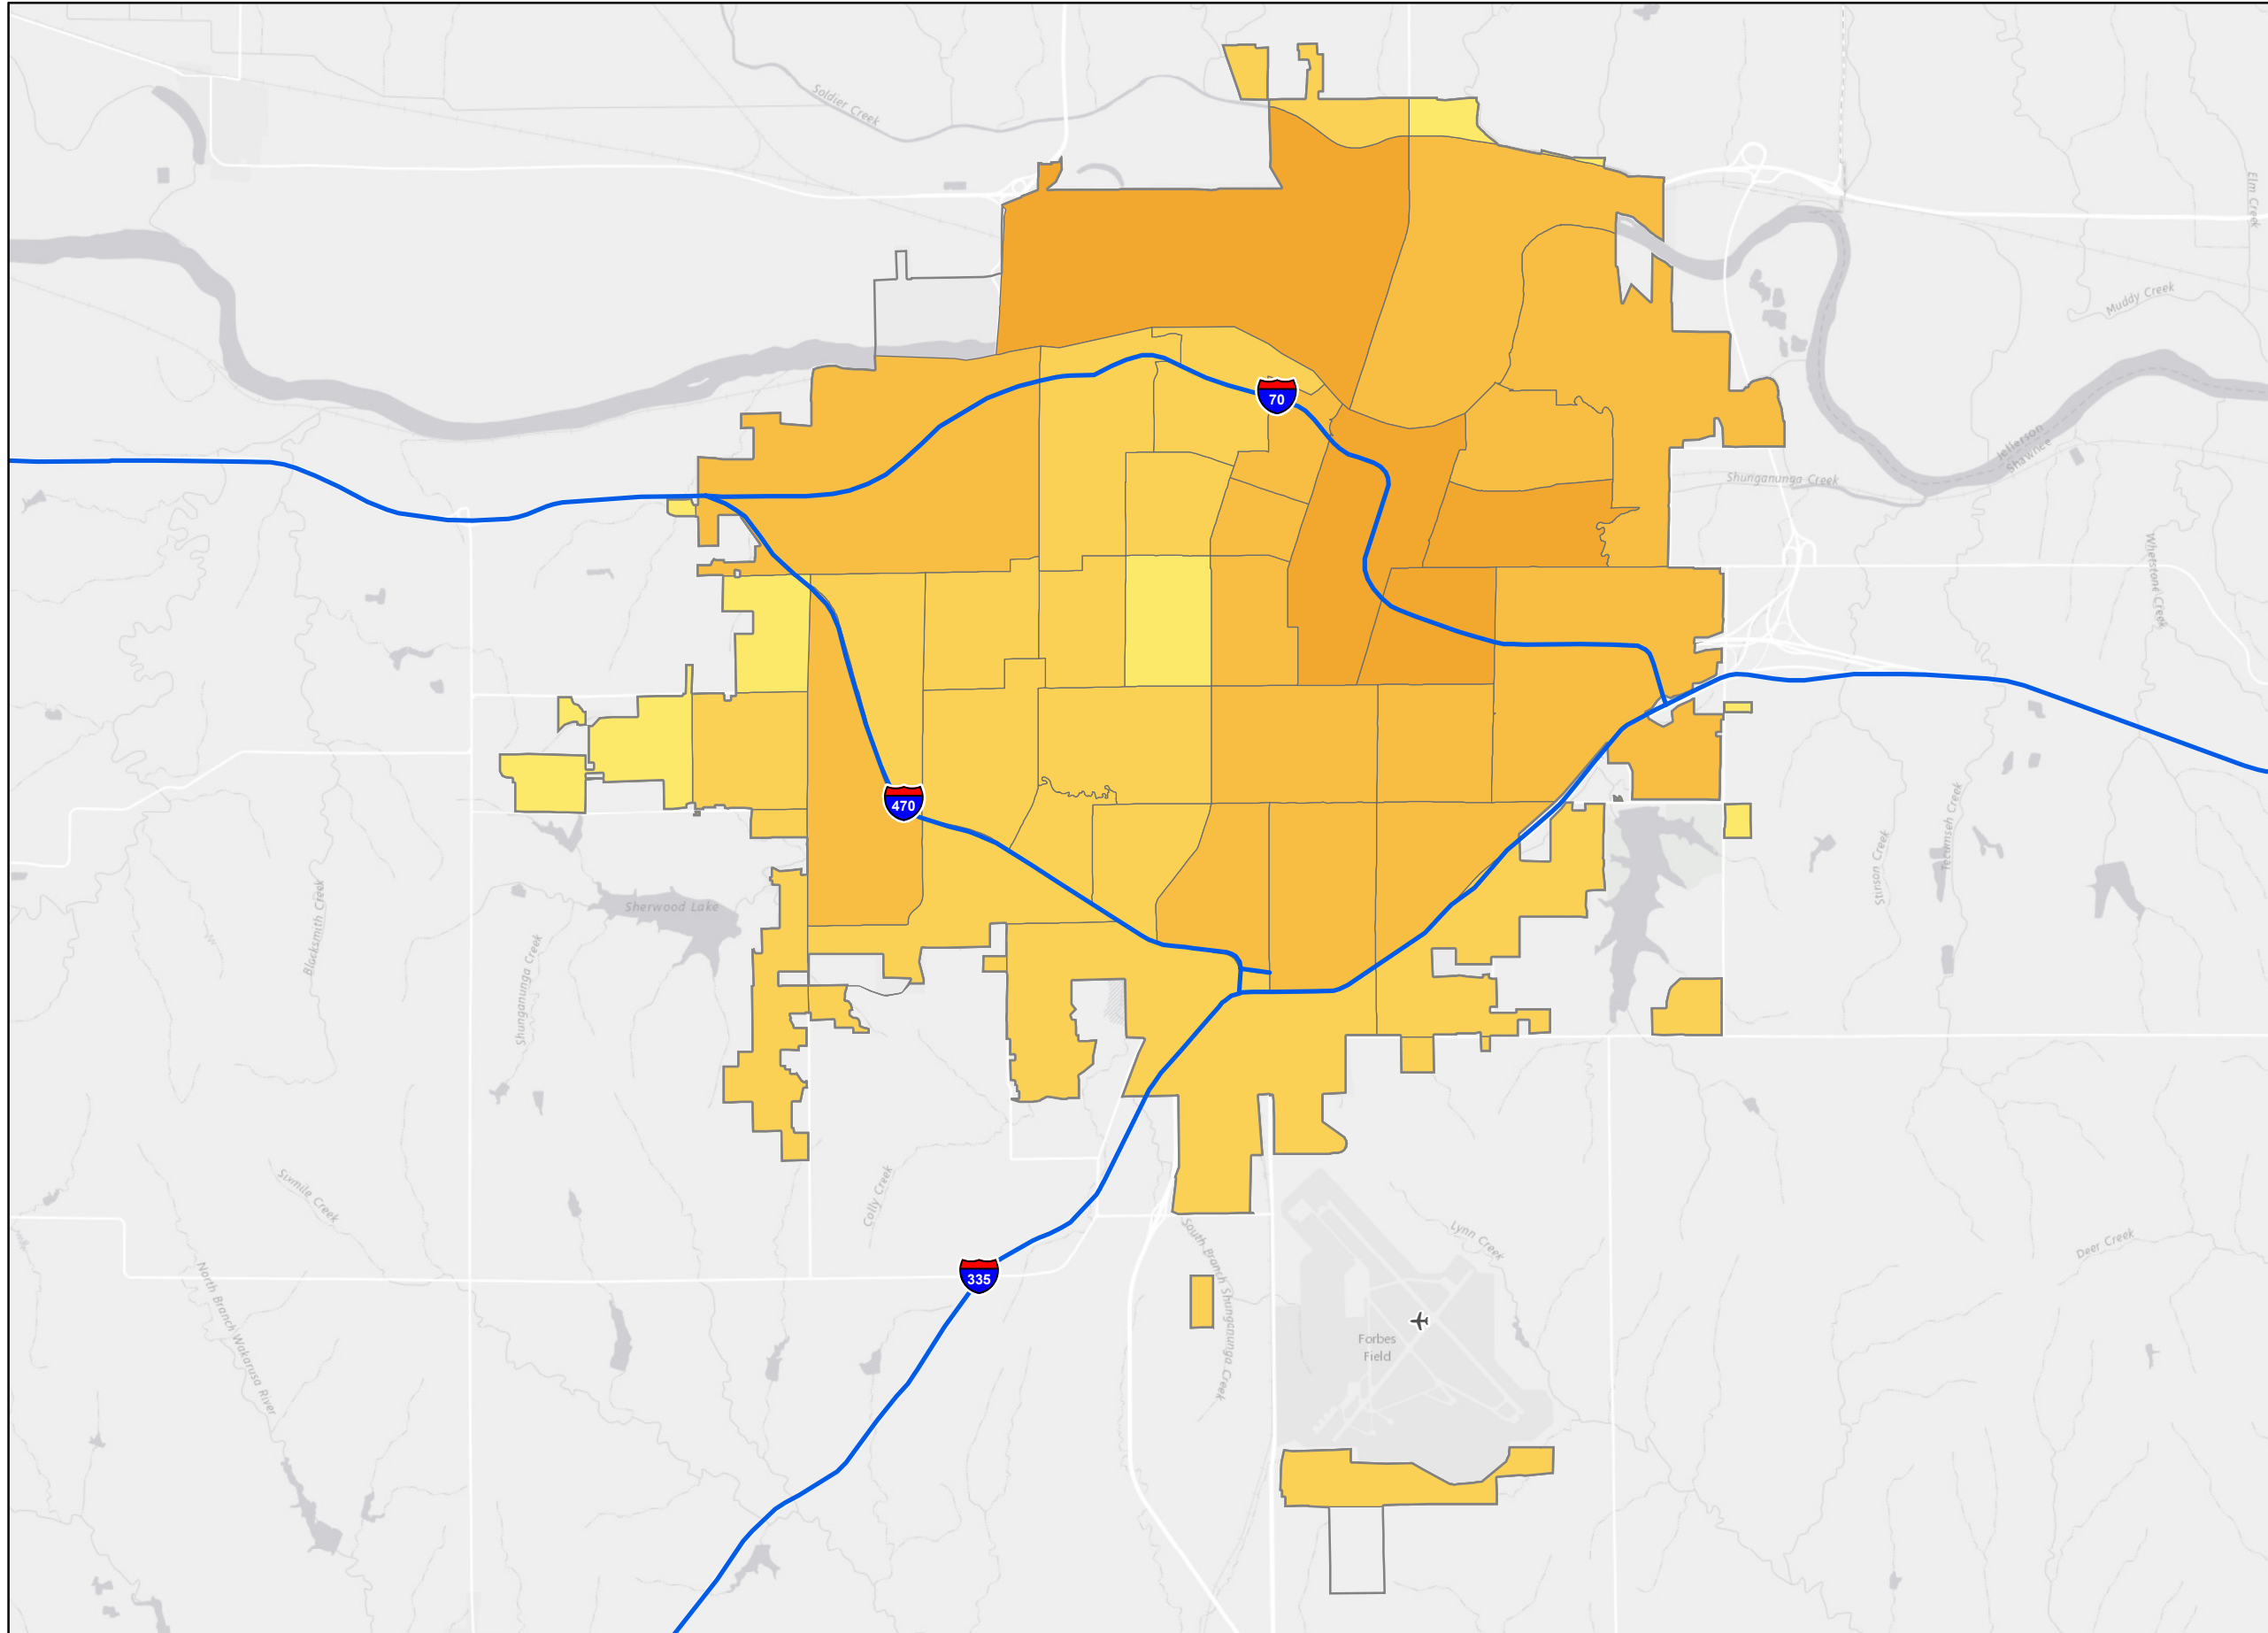 Soldier Creek
Elm Creek
Muddy Creek
70
Jefferson
Shawnee
Shunganunga Creek
Whetstone Creek
470
Tecumseh Creek
Stinson Creek
Sherwood Lake
Blacksmith Creek
Shunganunga Creek
Colly Creek
Sixmile Creek
South Branch Shunganunga Creek
Lynn Creek
Deer Creek
335
North Branch Wakarusa River
Forbes
Field